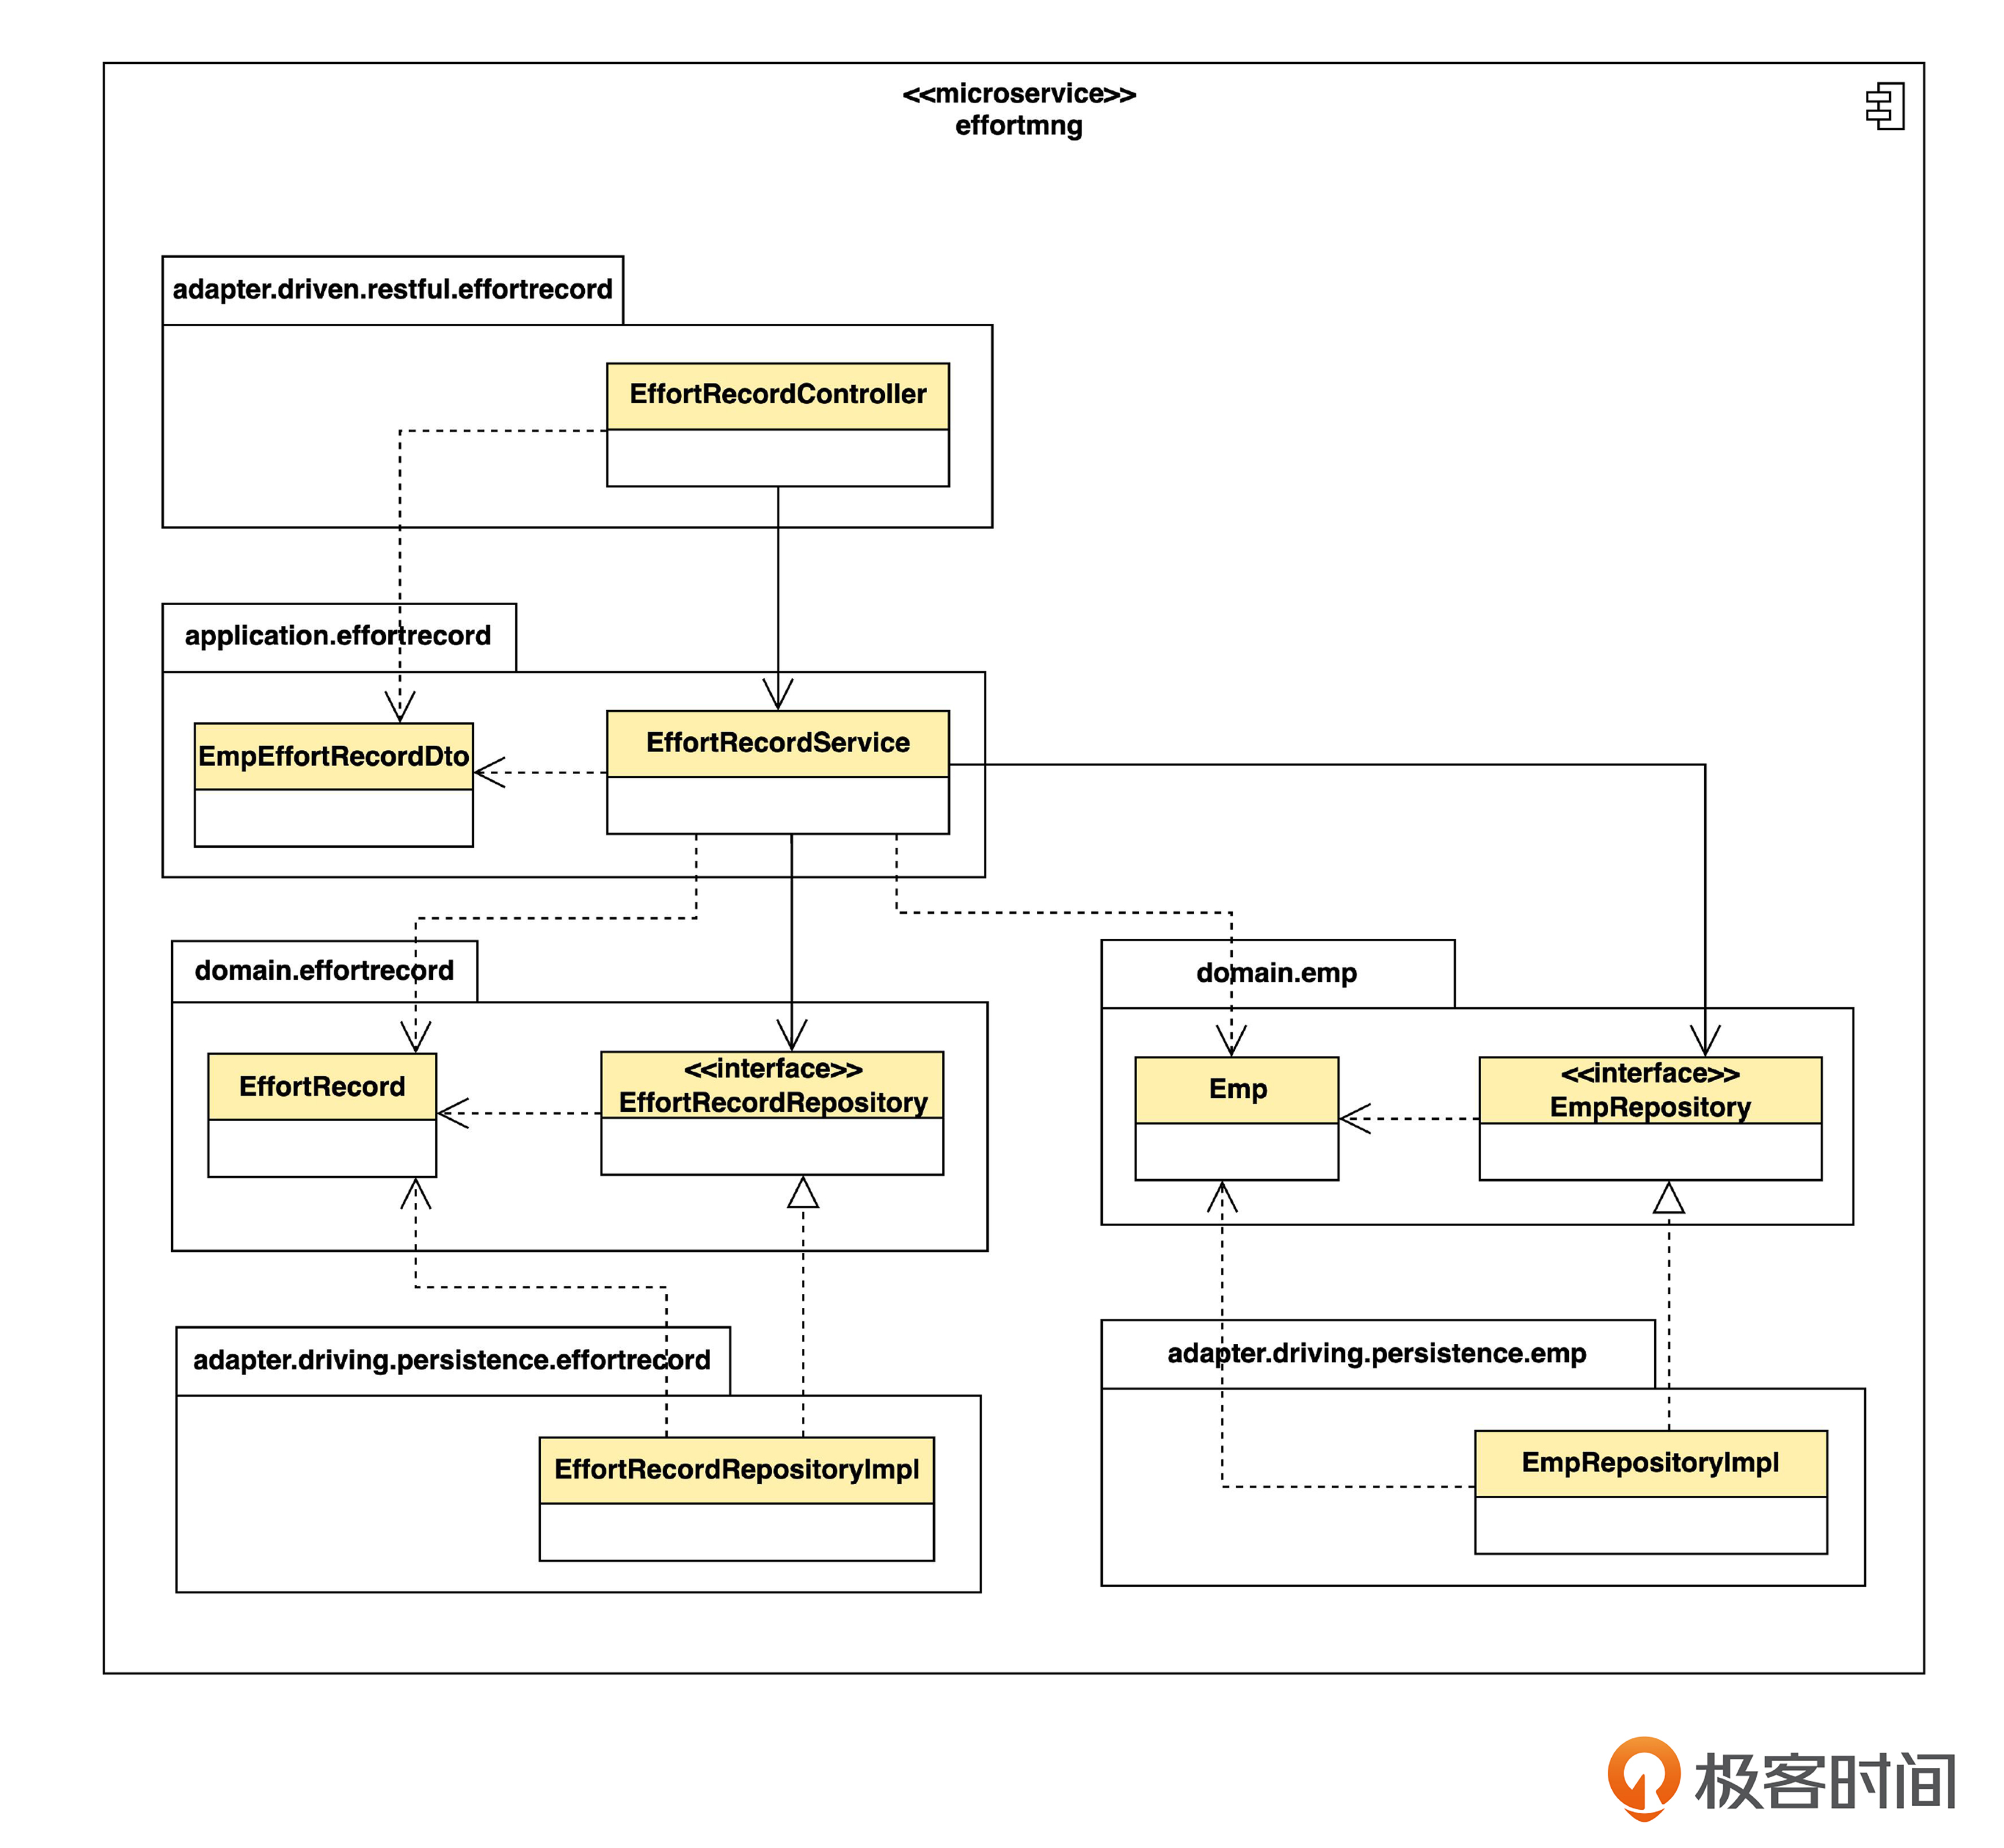 <<microservice>>
effortmng
adapter.driven.restful.effortrecord
EffortRecordController
application.effortrecord
EmpEffortRecordDto
EffortRecordService
domain.effortrecord
domain.emp
EffortRecord
<<interface>>
EffortRecordRepository
Emp
<<interface>>
EmpRepository
adapter.driving.persistence.effortrecord
adapter.driving.persistence.emp
EffortRecordRepositoryImpl
EmpRepositoryImpl
极客时间